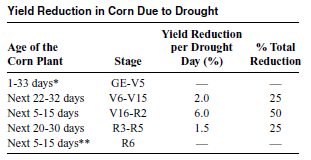 Yield Reduction in Corn Due to Drought
Yield Reduction
Age of the per Drought % Total
Corn Plant Stage Day (%) Reduction
1-33 days* GE-V5 — —
Next 22-32 days V6-V15 2.0 25
Next 5-15 days V16-R2 6.0 50
Next 20-30 days R3-R5 1.5 25
Next 5-15 days** R6 — —